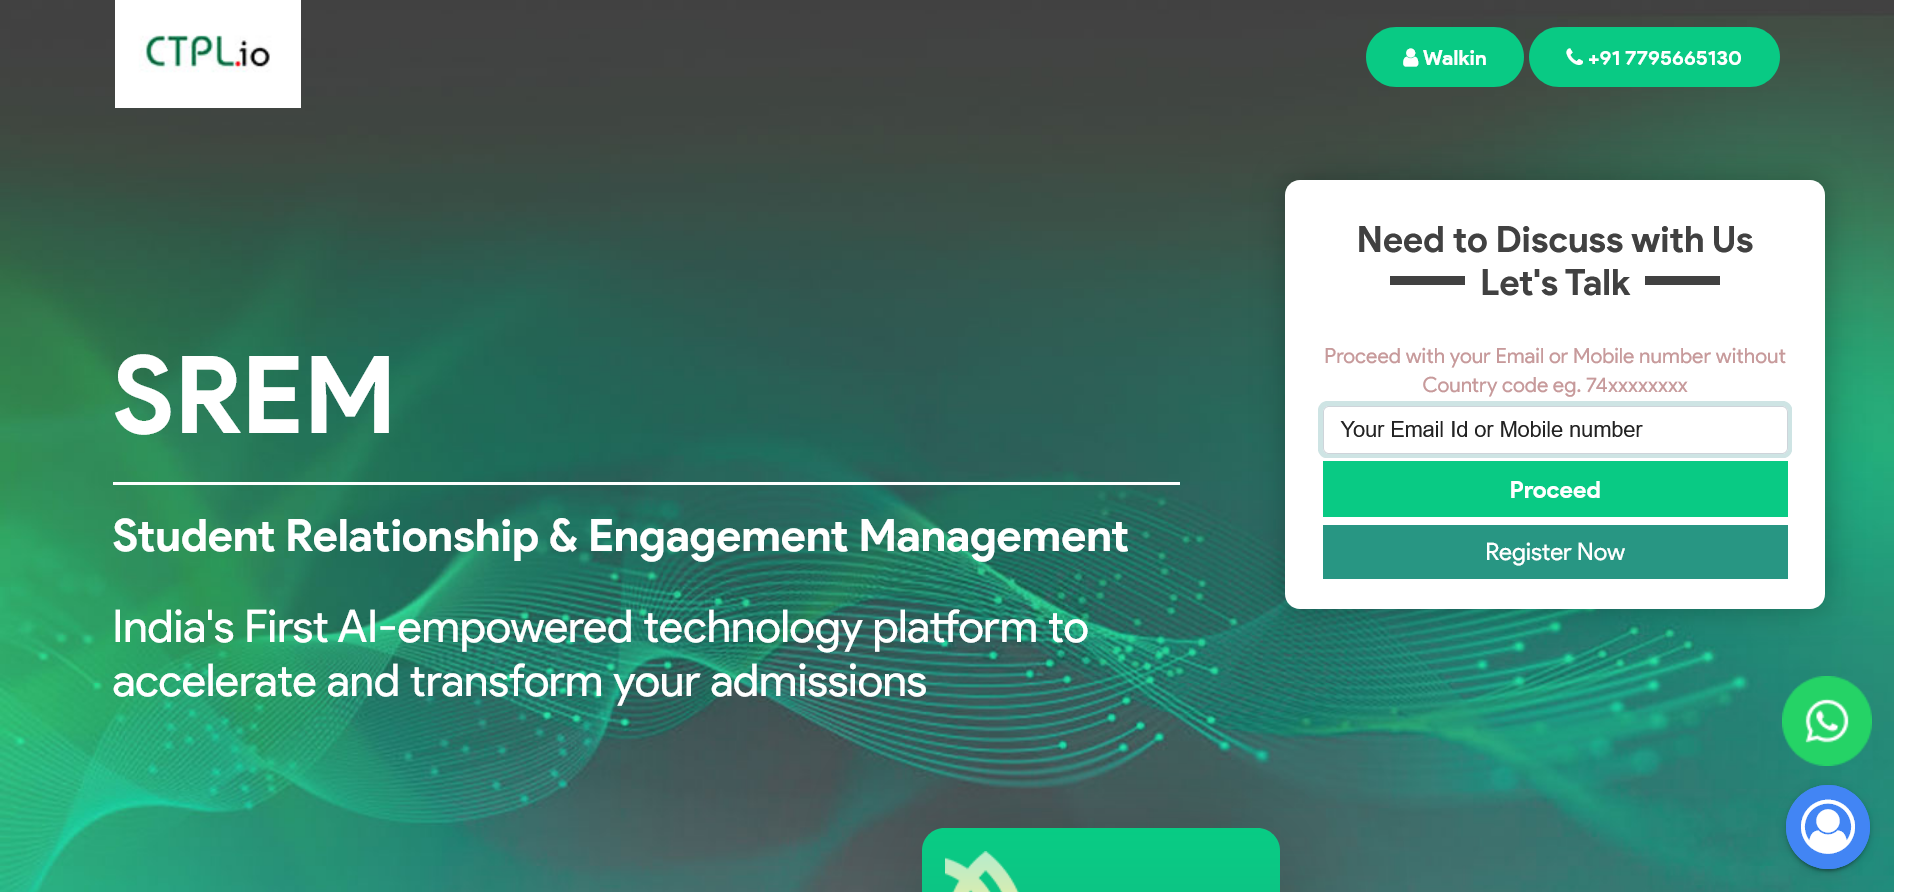 CTPL.io
Walkin
+91 7795665130
Need to Discuss with Us
Let's Talk
Proceed with your Email or Mobile number without
Country code eg. 74xxxxxxxx
Your Email Id or Mobile number
Proceed
Register Now
SREM
Student Relationship & Engagement Management
India's First AI-empowered technology platform to
accelerate and transform your admissions